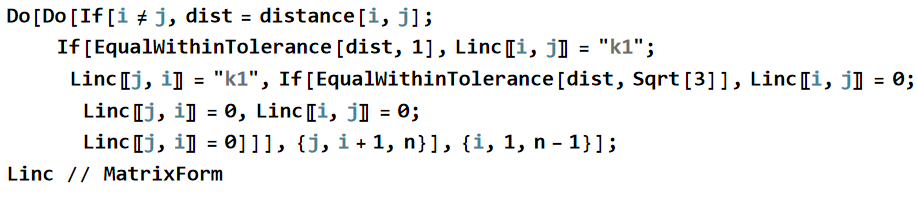 Do[Do[If[i ≠ j, dist = distance[i, j];
If[EqualWithinTolerance[dist, 1], Linc⟦i, j⟧ = "k1";
Linc⟦j, i⟧ = "k1", If[EqualWithinTolerance[dist, Sqrt[3]], Linc⟦i, j⟧ = 0;
Linc⟦j, i⟧ = 0, Linc⟦i, j⟧ = 0;
Linc⟦j, i⟧ = 0]]], {j, i + 1, n}], {i, 1, n - 1}];
Linc // MatrixForm